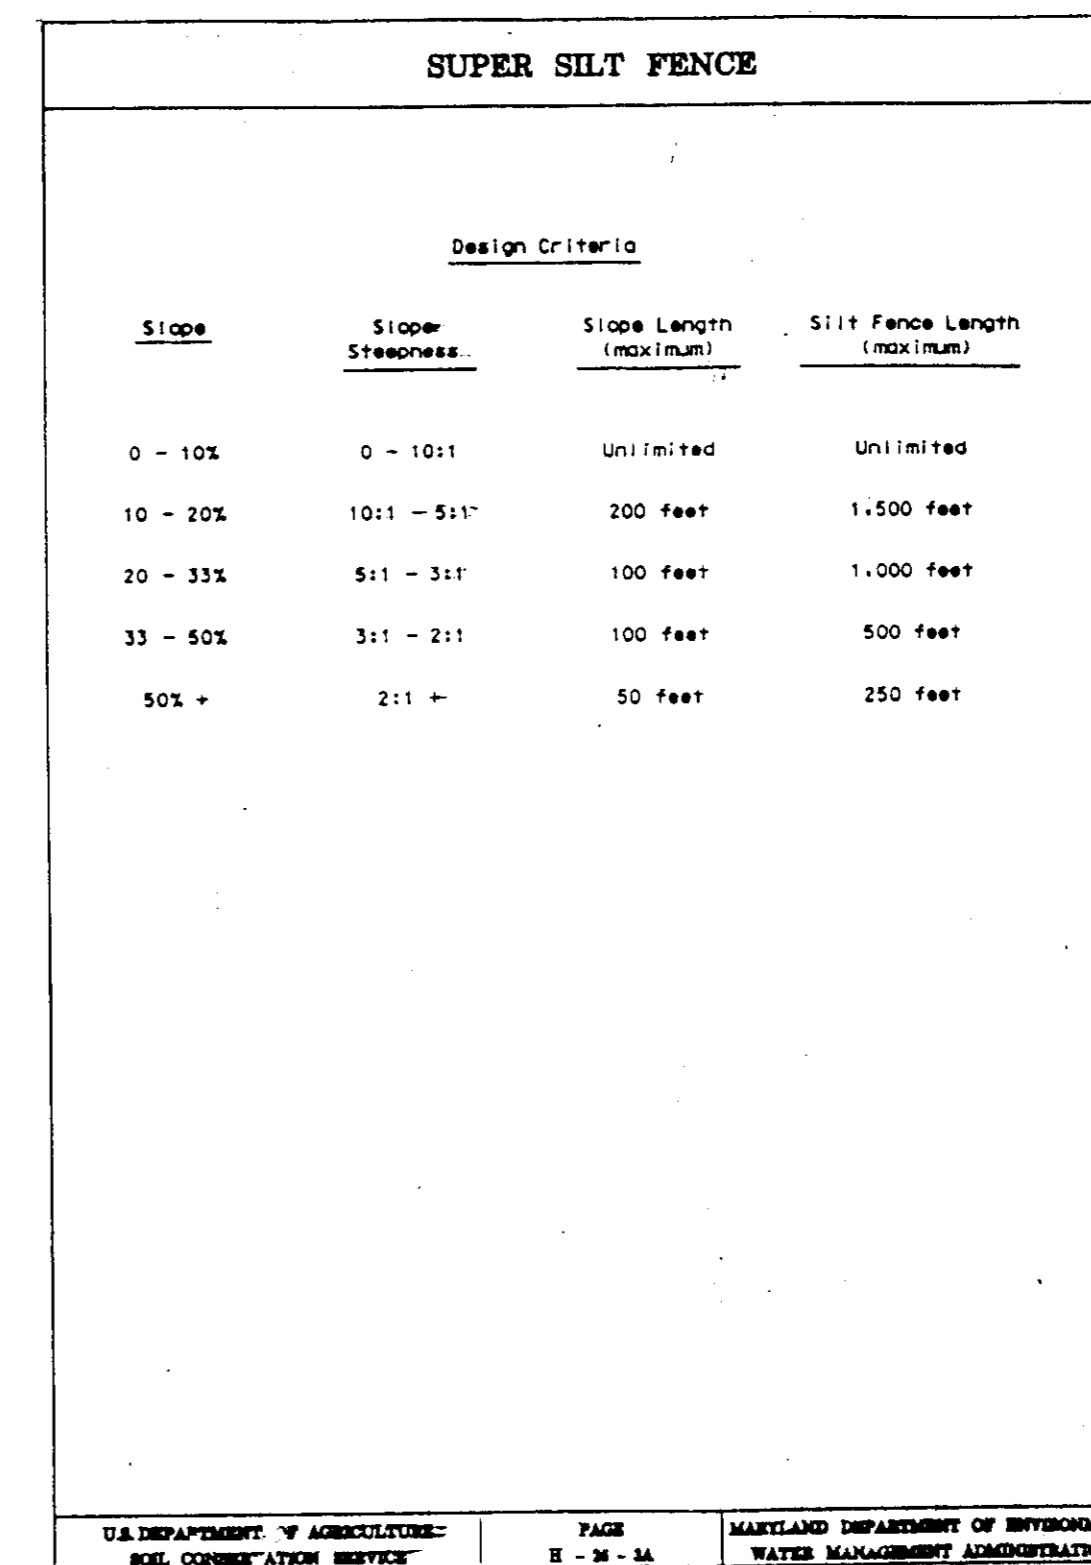 SUPER SILT FENCE
Design Criteria
Slope Slope Slope Length Silt Fence Length
Steepness (maximum) (maximum)
0 - 10% 0 - 10:1 Unlimited Unlimited
10 - 20% 10:1 - 5:1 200 feet 1,500 feet
20 - 33% 5:1 - 3:1 100 feet 1,000 feet
33 - 50% 3:1 - 2:1 100 feet 500 feet
50% + 2:1 + 50 feet 250 feet
U.S. DEPARTMENT OF AGRICULTURE PAGE MARYLAND DEPARTMENT OF
SOIL CONSERVATION SERVICE H - 26 - 3A WATER MANAGEMENT